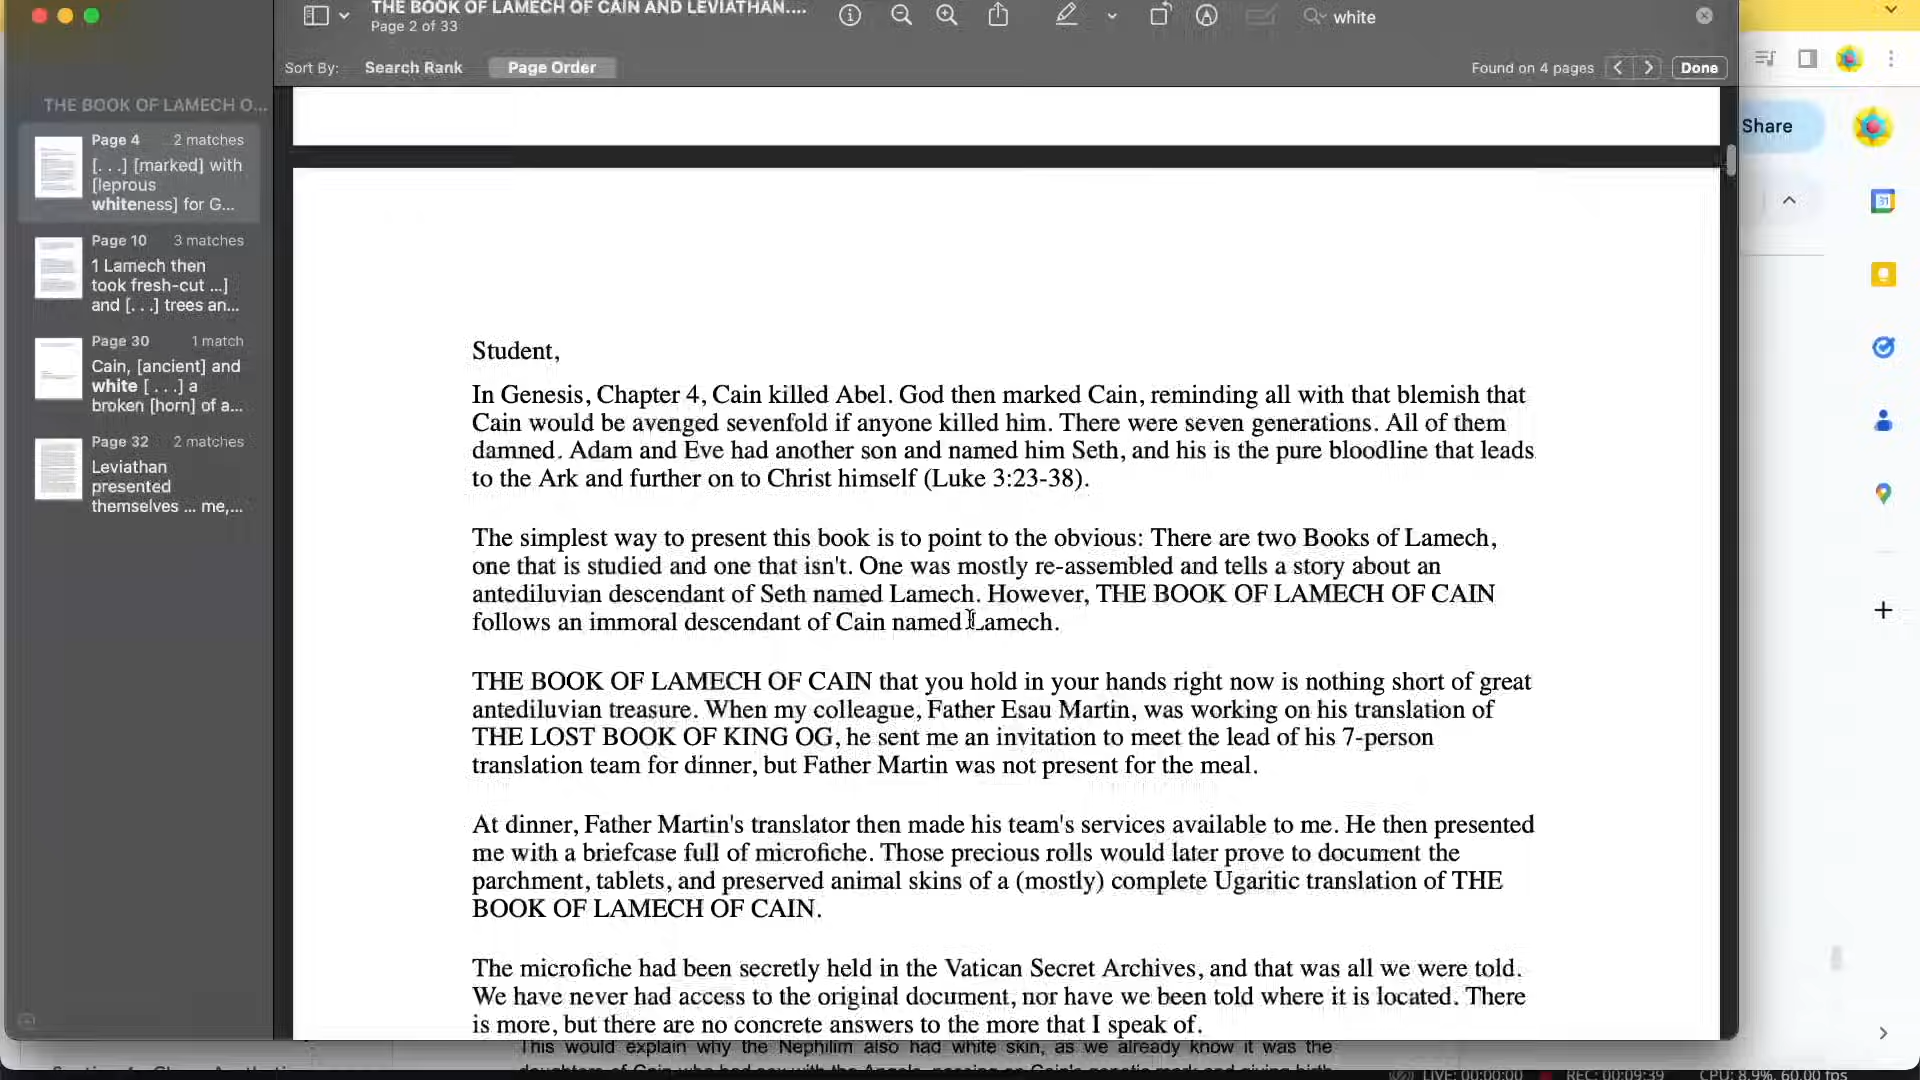 THE BOOK OF LAMECH OF CAIN AND LEVIATHAN....
Page 2 of 33
white
Sort By:
Search Rank
Page Order
Found on 4 pages
Done
THE BOOK OF LAMECH O...
Page 4 2 matches
[. . .] [marked] with
[leprous
whiteness] for G...
Page 10 3 matches
1 Lamech then
took fresh-cut ...]
and [. . .] trees an...
Page 30 1 match
Cain, [ancient] and
white [ . . .] a
broken [horn] of a...
Page 32 2 matches
Leviathan
presented
themselves ... me,...
Student,
In Genesis, Chapter 4, Cain killed Abel. God then marked Cain, reminding all with that blemish that
Cain would be avenged sevenfold if anyone killed him. There were seven generations. All of them
damned. Adam and Eve had another son and named him Seth, and his is the pure bloodline that leads
to the Ark and further on to Christ himself (Luke 3:23-38).
The simplest way to present this book is to point to the obvious: There are two Books of Lamech,
one that is studied and one that isn't. One was mostly re-assembled and tells a story about an
antediluvian descendant of Seth named Lamech. However, THE BOOK OF LAMECH OF CAIN
follows an immoral descendant of Cain named Lamech.
THE BOOK OF LAMECH OF CAIN that you hold in your hands right now is nothing short of great
antediluvian treasure. When my colleague, Father Esau Martin, was working on his translation of
THE LOST BOOK OF KING OG, he sent me an invitation to meet the lead of his 7-person
translation team for dinner, but Father Martin was not present for the meal.
At dinner, Father Martin's translator then made his team's services available to me. He then presented
me with a briefcase full of microfiche. Those precious rolls would later prove to document the
parchment, tablets, and preserved animal skins of a (mostly) complete Ugaritic translation of THE
BOOK OF LAMECH OF CAIN.
The microfiche had been secretly held in the Vatican Secret Archives, and that was all we were told.
We have never had access to the original document, nor have we been told where it is located. There
is more, but there are no concrete answers to the more that I speak of.
This would explain why the Nephilim also had white skin, as we already know it was the
Share
31
LIVE: 00:00:00
REC: 00:09:39
CPU: 8.9%, 60.00 fps